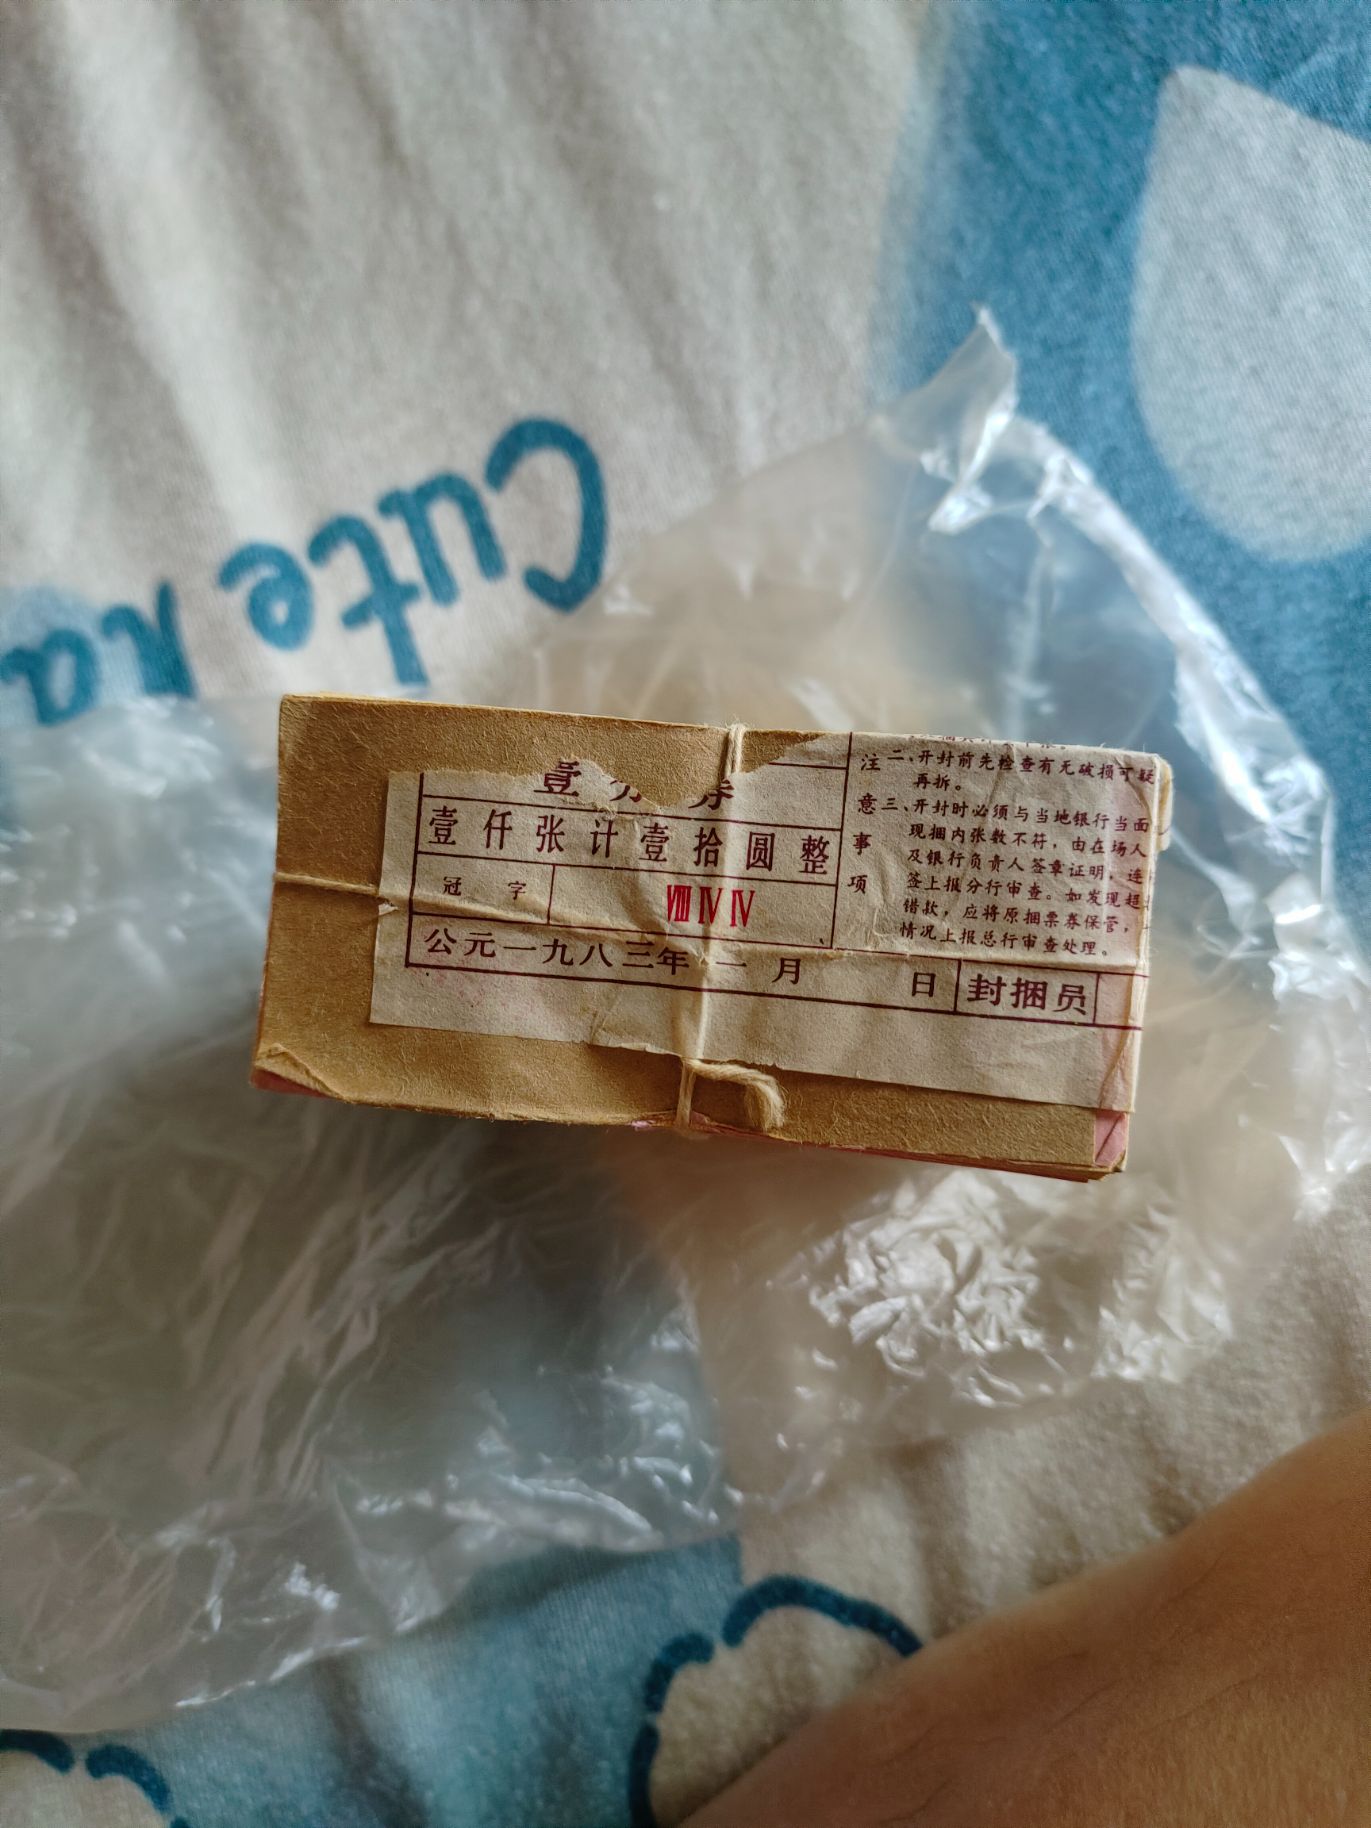 Cute
壹分券
壹仟张计壹拾圆整
冠字 ⅧⅣⅣ
公元一九八三年一月 日 封捆员
注意事项
二、开封前先检查有无破损可疑
再拆。
三、开封时必须与当地银行当面
现捆内张数不符，由在场人
及银行负责人签章证明，连
签上报分行审查。如发现超
错款，应将原捆票券保管，
情况上报总行审查处理。